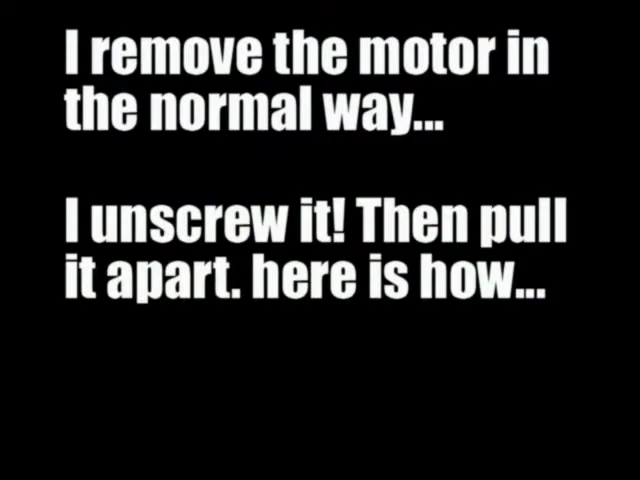 I remove the motor in
the normal way...
I unscrew it! Then pull
it apart. here is how...